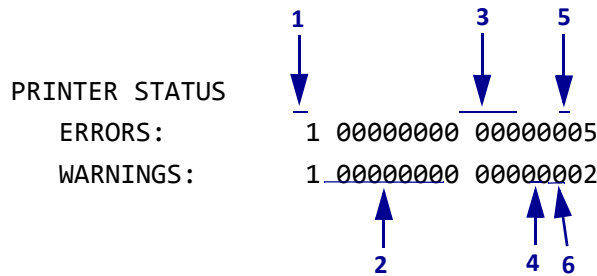 1 3 5
PRINTER STATUS
ERRORS: 1 00000000 00000005
WARNINGS: 1 00000000 00000002
2 4 6